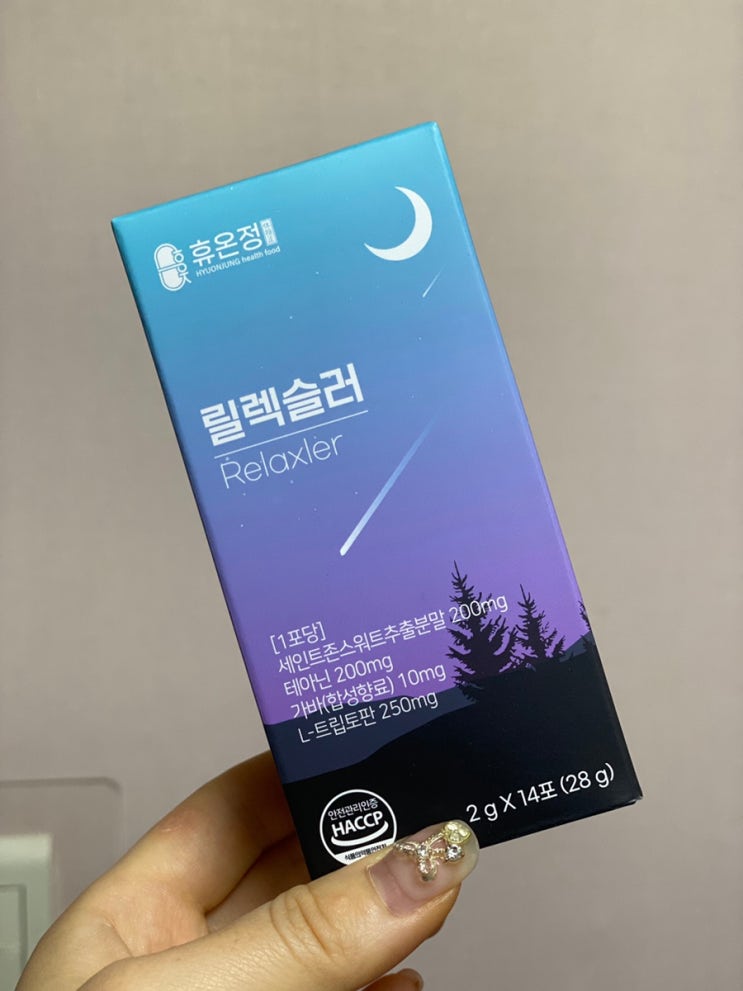 휴온정
HYUONJUNG health food
릴렉슬러
Relaxler
[1포당]
세인트존스워트추출분말 200mg
테아닌 200mg
가바(합성향료) 10mg
L-트립토판 250mg
안전관리인증
HACCP
2 g X 14포 (28 g)